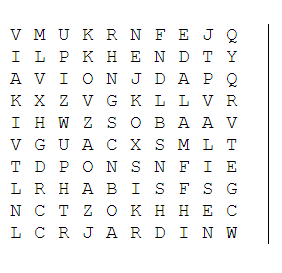 V M U K R N F E J Q
I L P K H E N D T Y
A V I O N J D A P Q
K X Z V G K L L V R
I H W Z S O B A A V
V G U A C X S M L T
T D P O N S N F I E
L R H A B I S F S G
N C T Z O K H H E C
L C R J A R D I N W